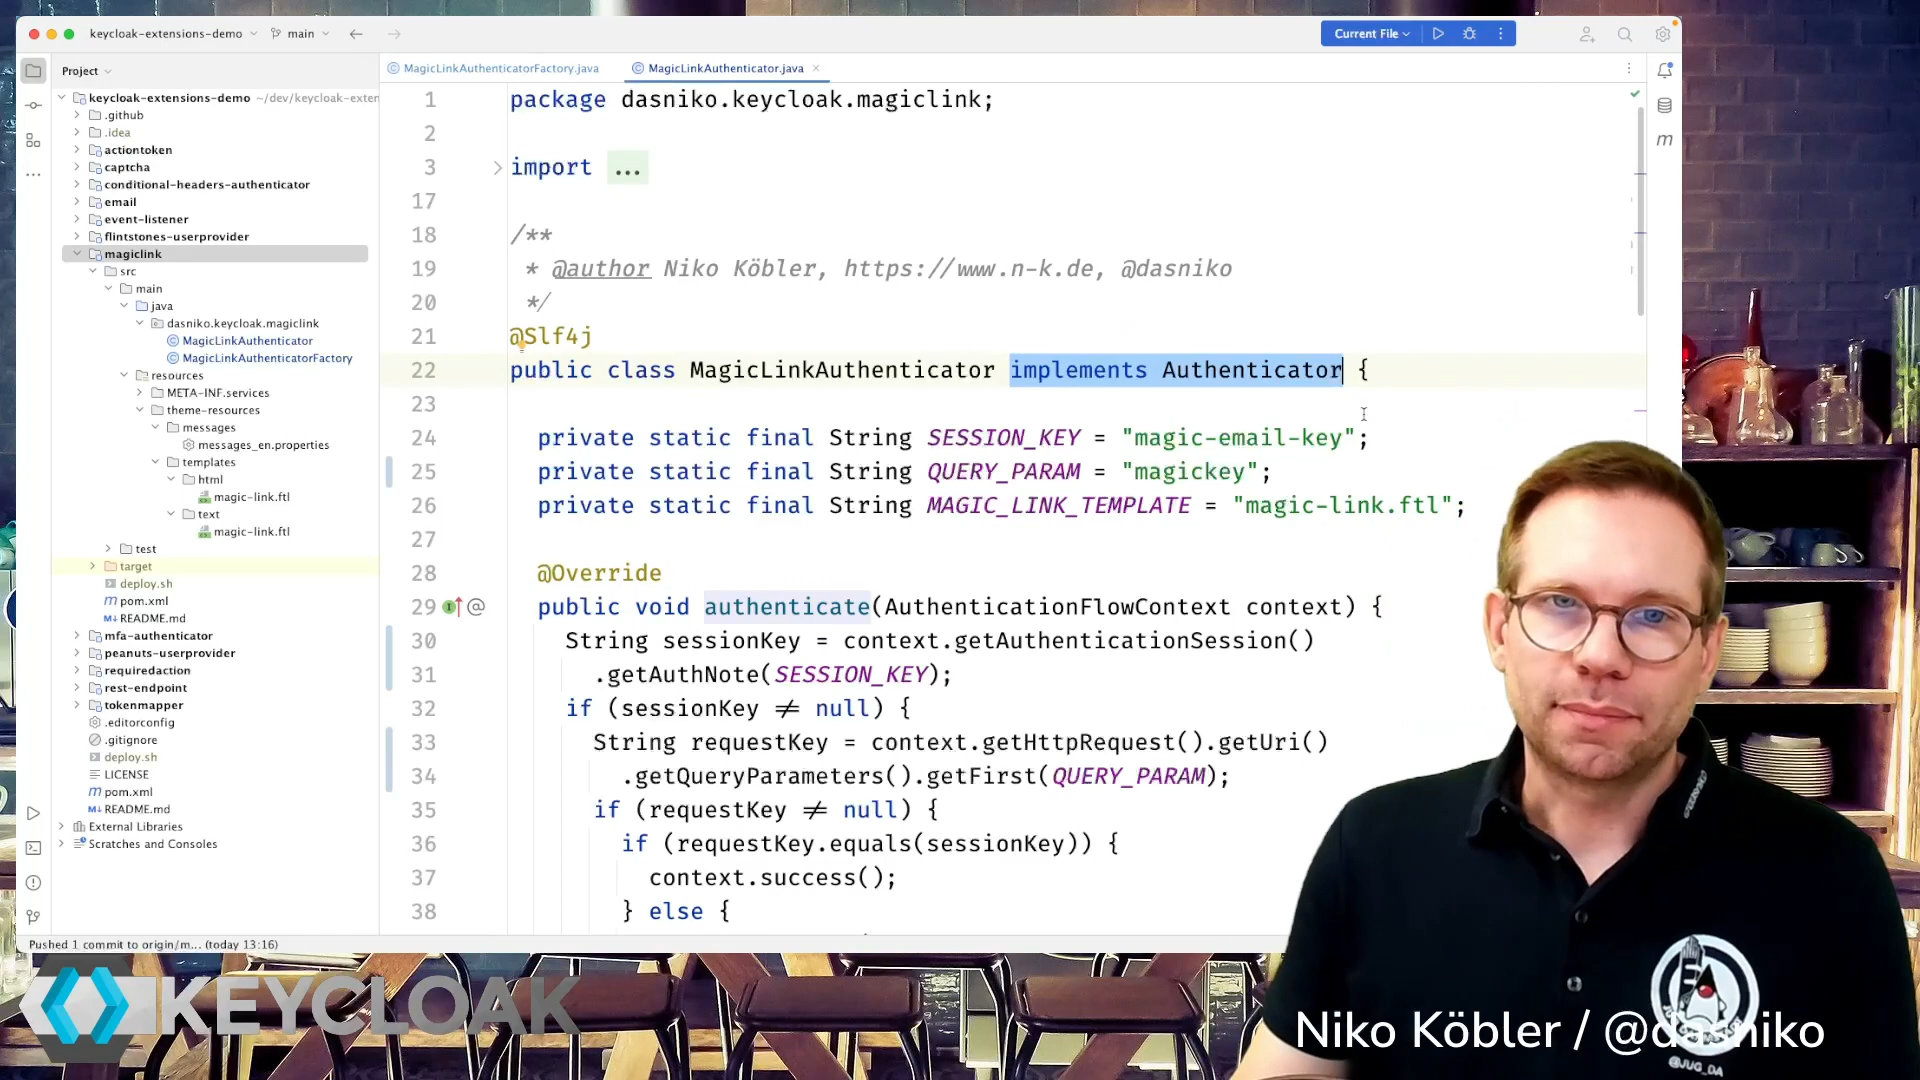 keycloak-extensions-demo
main
Current File
Project
MagicLinkAuthenticatorFactory.java
MagicLinkAuthenticator.java
keycloak-extensions-demo ~/dev/keycloak-exten
.github
.idea
actiontoken
captcha
conditional-headers-authenticator
email
event-listener
flintstones-userprovider
magiclink
src
main
java
dasniko.keycloak.magiclink
MagicLinkAuthenticator
MagicLinkAuthenticatorFactory
resources
META-INF.services
theme-resources
messages
messages_en.properties
templates
html
magic-link.ftl
text
magic-link.ftl
test
target
deploy.sh
pom.xml
README.md
mfa-authenticator
peanuts-userprovider
requiredaction
rest-endpoint
tokenmapper
.editorconfig
.gitignore
deploy.sh
LICENSE
pom.xml
README.md
External Libraries
Scratches and Consoles
1 package dasniko.keycloak.magiclink;
2
3 import ...
17
18 /**
19 * @author Niko Köbler, https://www.n-k.de, @dasniko
20 */
21 @Slf4j
22 public class MagicLinkAuthenticator implements Authenticator {
23
24 private static final String SESSION_KEY = "magic-email-key";
25 private static final String QUERY_PARAM = "magickey";
26 private static final String MAGIC_LINK_TEMPLATE = "magic-link.ftl";
27
28 @Override
29 public void authenticate(AuthenticationFlowContext context) {
30 String sessionKey = context.getAuthenticationSession()
31 .getAuthNote(SESSION_KEY);
32 if (sessionKey ≠ null) {
33 String requestKey = context.getHttpRequest().getUri()
34 .getQueryParameters().getFirst(QUERY_PARAM);
35 if (requestKey ≠ null) {
36 if (requestKey.equals(sessionKey)) {
37 context.success();
38 } else {
Pushed 1 commit to origin/m... (today 13:16)
KEYCLOAK
Niko Köbler / @dasniko
@JUG_DA